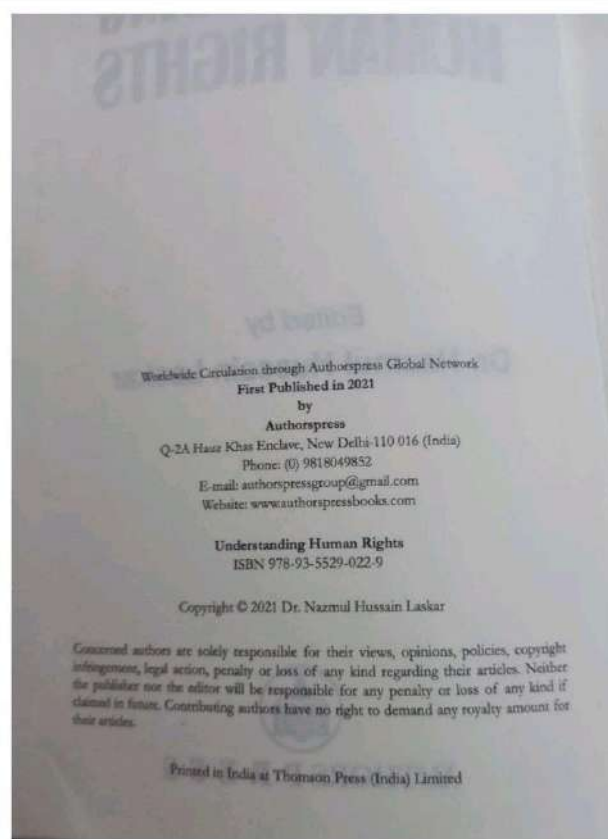 Worldwide Circulation through Authorspress Global Network
First Published in 2021
by
Authorspress
Q-2A Hauz Khas Enclave, New Delhi-110 016 (India)
Phone: (0) 9818049852
E-mail: authorspressgroup@gmail.com
Website: www.authorspressbooks.com
Understanding Human Rights
ISBN 978-93-5529-022-9
Copyright © 2021 Dr. Nazmul Hussain Laskar
Concerned authors are solely responsible for their views, opinions, policies, copyright
infringement, legal action, penalty or loss of any kind regarding their articles. Neither
the publisher nor the editor will be responsible for any penalty or loss of any kind if
claimed in future. Contributing authors have no right to demand any royalty amount for
their articles.
Printed in India at Thomson Press (India) Limited